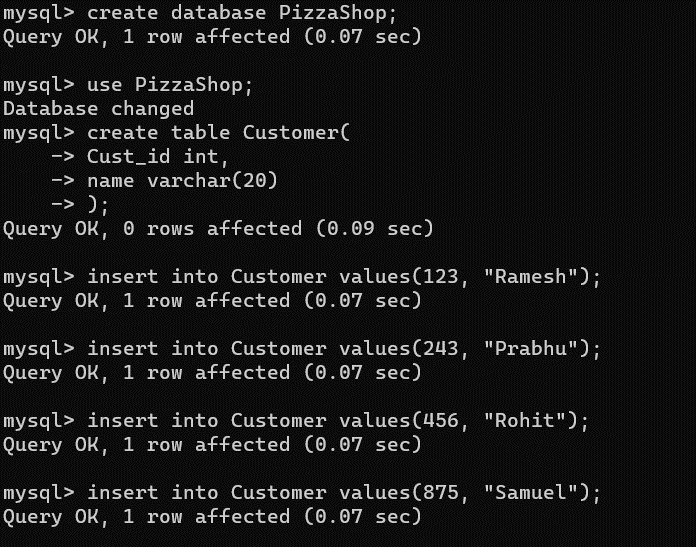 mysql> create database PizzaShop;
Query OK, 1 row affected (0.07 sec)
mysql> use PizzaShop;
Database changed
mysql> create table Customer(
    -> Cust_id int,
    -> name varchar(20)
    -> );
Query OK, 0 rows affected (0.09 sec)
mysql> insert into Customer values(123, "Ramesh");
Query OK, 1 row affected (0.07 sec)
mysql> insert into Customer values(243, "Prabhu");
Query OK, 1 row affected (0.07 sec)
mysql> insert into Customer values(456, "Rohit");
Query OK, 1 row affected (0.07 sec)
mysql> insert into Customer values(875, "Samuel");
Query OK, 1 row affected (0.07 sec)